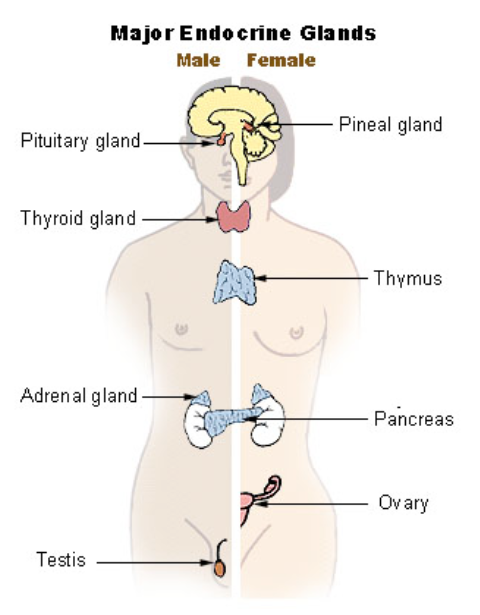 Major Endocrine Glands
Male Female
Pineal gland
Pituitary gland
Thyroid gland
Thymus
Adrenal gland
Pancreas
Ovary
Testis